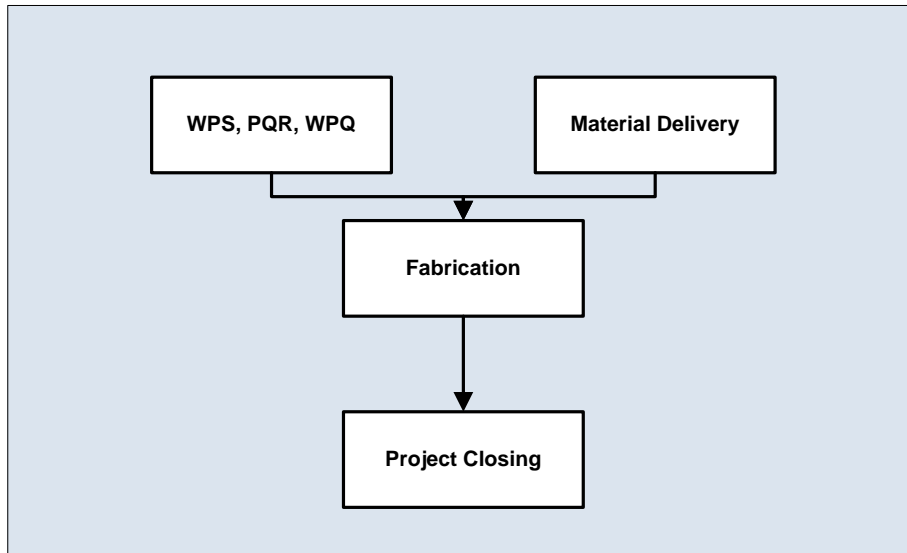 WPS, PQR, WPQ
Material Delivery
Fabrication
Project Closing